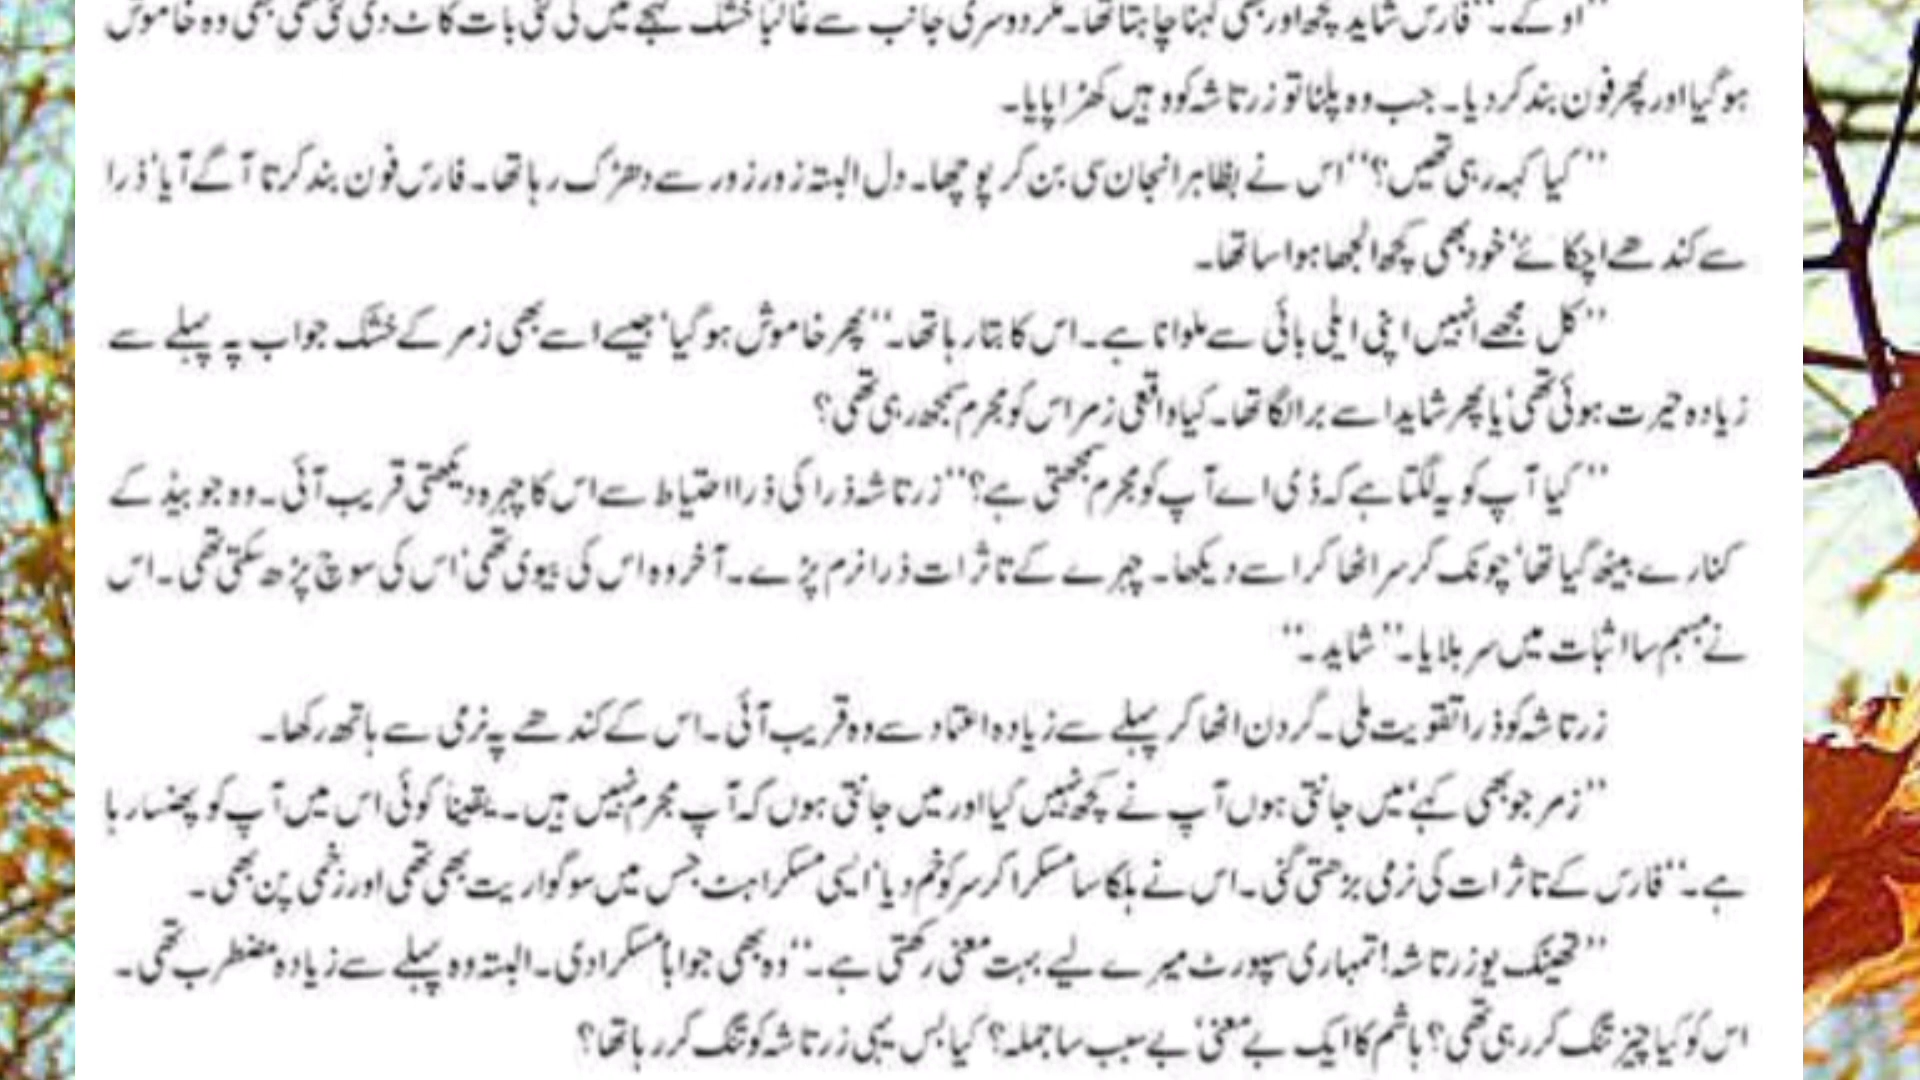 ”اوکے۔“ فارس شاید کچھ اور بھی کہنا چاہتا تھا۔ مگر دوسری جانب سے غالباً خشک لہجے میں کی گئی بات کاٹ دی گئی تھی، تبھی وہ خاموش
ہو گیا اور پھر فون بند کر دیا۔ جب وہ پلٹا تو زرتاشہ کو وہیں کھڑا پایا۔
”کیا کہہ رہی تھیں؟“ اس نے بظاہر انجان سی بن کر پوچھا۔ دل البتہ زور زور سے دھڑک رہا تھا۔ فارس فون بند کرتا آگے آیا‘ ذرا
سے کندھے اچکائے‘ خود بھی کچھ الجھا ہوا سا تھا۔
”کل مجھے انہیں اپنی ایلی بائی سے ملوانا ہے۔ اس کا بتا رہا تھا۔“ پھر خاموش ہو گیا‘ جیسے اسے بھی زمر کے خشک جواب پہ پہلے سے
زیادہ حیرت ہوئی تھی‘ یا پھر شاید اسے برا لگا تھا۔ کیا واقعی زمر اس کو مجرم سمجھ رہی تھی؟
”کیا آپ کو یہ لگتا ہے کہ ڈی اے آپ کو مجرم سمجھتی ہے؟“ زرتاشہ ذرا کی ذرا احتیاط سے اس کا چہرہ دیکھتی قریب آئی۔ وہ جو بیڈ کے
کنارے بیٹھ گیا تھا‘ چونک کر سر اٹھا کر اسے دیکھا۔ چہرے کے تاثرات ذرا نرم پڑے۔ آخر وہ اس کی بیوی تھی‘ اس کی سوچ پڑھ سکتی تھی۔ اس
نے مبہم سا اثبات میں سر ہلایا۔ ”شاید۔“
زرتاشہ کو ذرا تقویت ملی۔ گردن اٹھا کر پہلے سے زیادہ اعتماد سے وہ قریب آئی۔ اس کے کندھے پہ نرمی سے ہاتھ رکھا۔
”زمر جو بھی کہے‘ میں جانتی ہوں آپ نے کچھ نہیں کیا اور میں جانتی ہوں کہ آپ مجرم نہیں ہیں۔ یقیناً کوئی اس میں آپ کو پھنسا رہا
ہے۔“ فارس کے تاثرات کی نرمی بڑھتی گئی۔ اس نے ہلکا سا مسکرا کر سر کو خم دیا‘ ایسی مسکراہٹ جس میں سوگواریت بھی تھی اور زخمی پن بھی۔
”تھینک یو زرتاشہ! تمہاری سپورٹ میرے لیے بہت معنی رکھتی ہے۔“ وہ بھی جواباً مسکرا دی۔ البتہ وہ پہلے سے زیادہ مضطرب تھی۔
اس کو کیا چیز تنگ کر رہی تھی؟ ہاشم کا ایک بے معنی‘ بے سبب سا جملہ؟ کیا بس یہی زرتاشہ کو تنگ کر رہا تھا؟